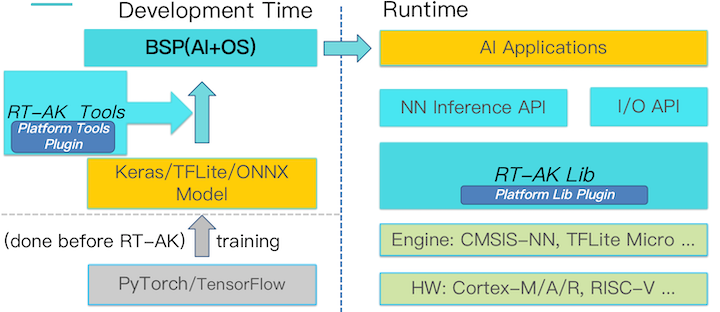 Development Time
BSP(AI+OS)
RT-AK Tools
Platform Tools
Plugin
Keras/TFLite/ONNX
Model
(done before RT-AK) training
PyTorch/TensorFlow
Runtime
AI Applications
NN Inference API
I/O API
RT-AK Lib
Platform Lib Plugin
Engine: CMSIS-NN, TFLite Micro ...
HW: Cortex-M/A/R, RISC-V ...